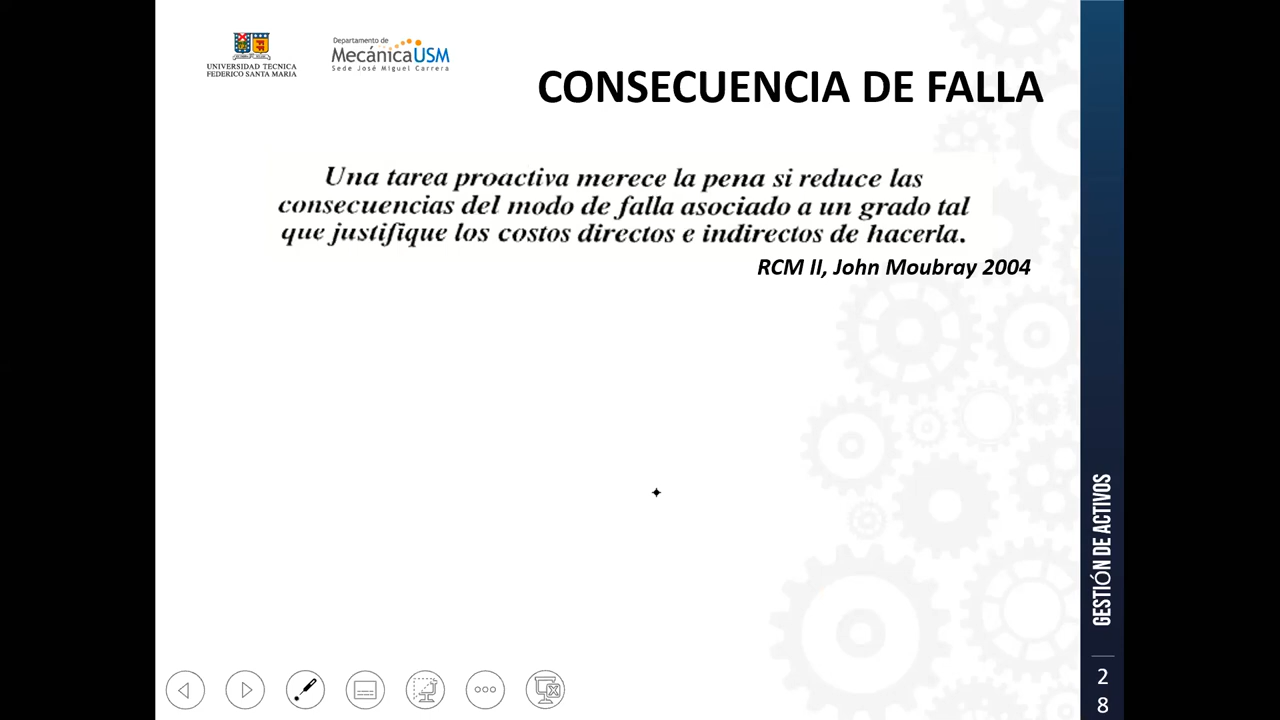 UNIVERSIDAD TECNICA
FEDERICO SANTA MARIA
Departamento de
MecánicaUSM
Sede José Miguel Carrera
CONSECUENCIA DE FALLA
Una tarea proactiva merece la pena si reduce las
consecuencias del modo de falla asociado a un grado tal
que justifique los costos directos e indirectos de hacerla.
RCM II, John Moubray 2004
GESTIÓN DE ACTIVOS
2
8